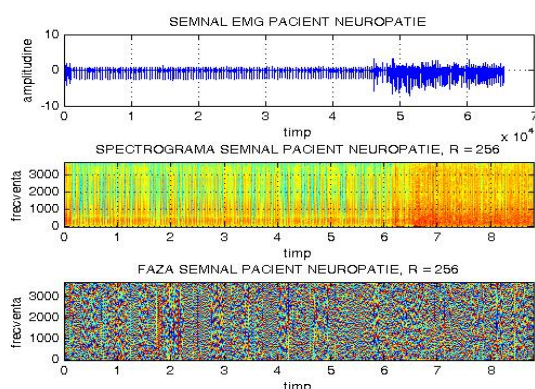 SEMNAL EMG PACIENT NEUROPATIE
10
0
-10
amplitudine
0 1 2 3 4 5 6 7
timp
x 10^4
SPECTROGRAMA SEMNAL PACIENT NEUROPATIE, R = 256
3000
2000
1000
0
frecventa
0 1 2 3 4 5 6 7 8
timp
FAZA SEMNAL PACIENT NEUROPATIE, R = 256
3000
2000
1000
0
frecventa
0 1 2 3 4 5 6 7 8
timp